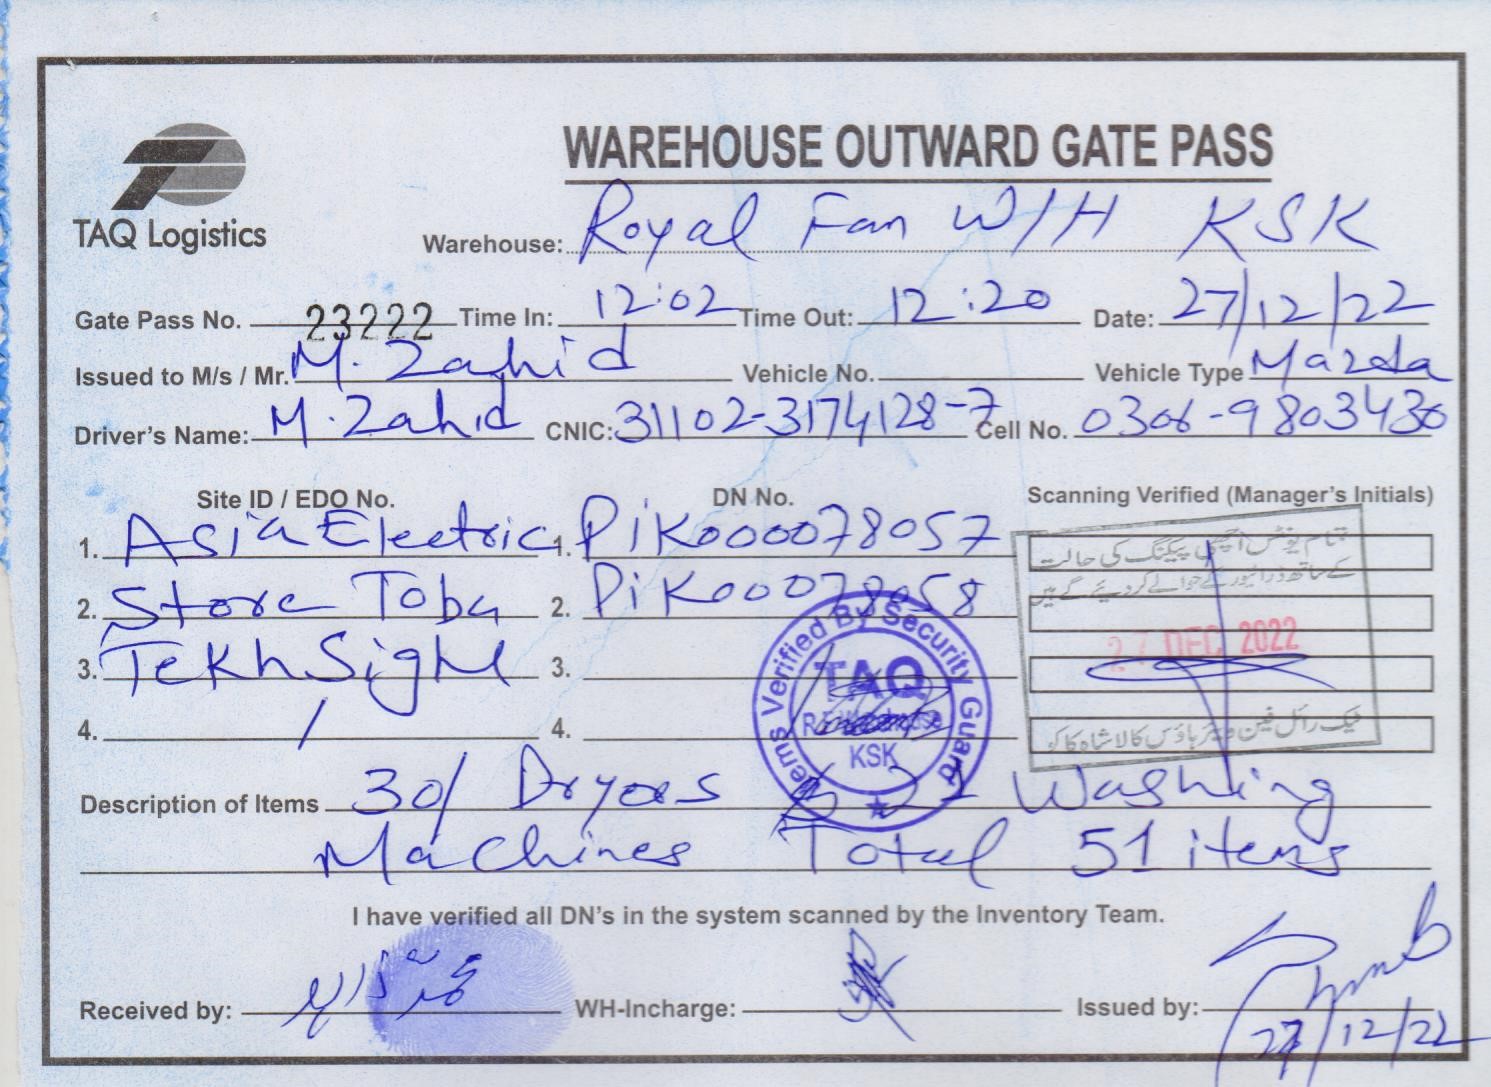 WAREHOUSE OUTWARD GATE PASS
TAQ Logistics
Warehouse: Royal Fan W/H KSK
Gate Pass No. 23222 Time In: 12:02 Time Out: 12:20 Date: 27/12/22
Issued to M/s / Mr. M. Zahid Vehicle No. Vehicle Type Mazda
Driver's Name: M. Zahid CNIC: 31102-3174128-7 Cell No. 0306-9803430
Site ID / EDO No. DN No. Scanning Verified (Manager's Initials)
1. Asia Electric 1. PiK000078057
2. Store Toba 2. PiK00078058
3. Tekh Sigh 3.
4. / 4.
تمام یونٹس اچھی پیکنگ کی حالت
کے ساتھ ڈرائیور کے حوالے کر دیئے گئے ہیں
27 DEC 2022
رائل فین ویئر ہاؤس کالا شاہ کاکو
Items Verified By Security Guard
TAQ
R.F Warehouse
KSK
Description of Items 30/ Dryers & 21 Washing
Machines Total 51 items
I have verified all DN's in the system scanned by the Inventory Team.
Received by: محمد زاہد WH-Incharge: Issued by:
27/12/22